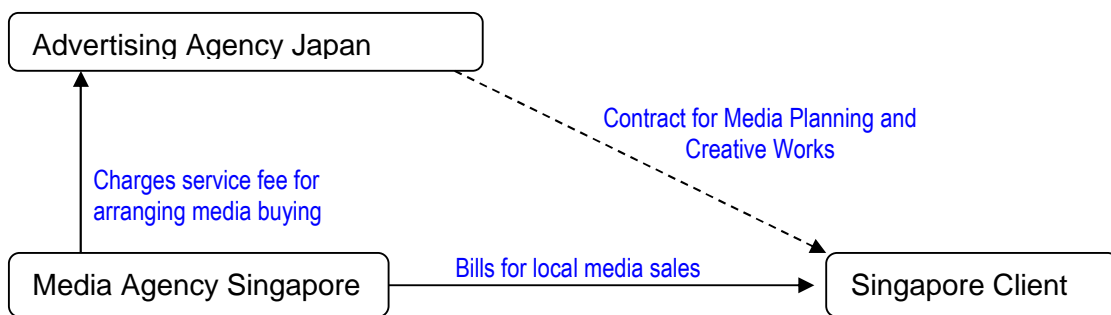 Advertising Agency Japan
Contract for Media Planning and
Creative Works
Charges service fee for
arranging media buying
Bills for local media sales
Media Agency Singapore
Singapore Client